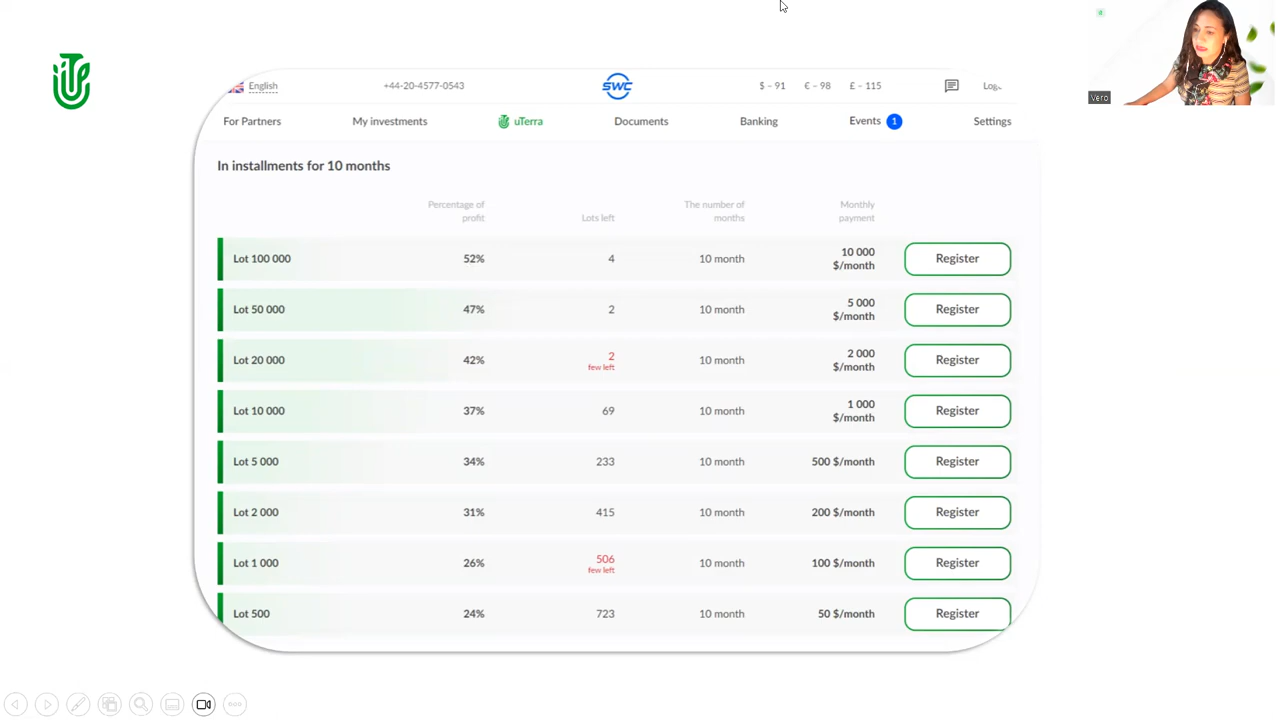 English
+44-20-4577-0543
SWC
$ – 91 € – 98 £ – 115
For Partners My investments uTerra Documents Banking Events 1 Settings
In installments for 10 months
Percentage of profit Lots left The number of months Monthly payment
Lot 100 000 52% 4 10 month 10 000 $/month Register
Lot 50 000 47% 2 10 month 5 000 $/month Register
Lot 20 000 42% 2 few left 10 month 2 000 $/month Register
Lot 10 000 37% 69 10 month 1 000 $/month Register
Lot 5 000 34% 233 10 month 500 $/month Register
Lot 2 000 31% 415 10 month 200 $/month Register
Lot 1 000 26% 506 few left 10 month 100 $/month Register
Lot 500 24% 723 10 month 50 $/month Register
Vero